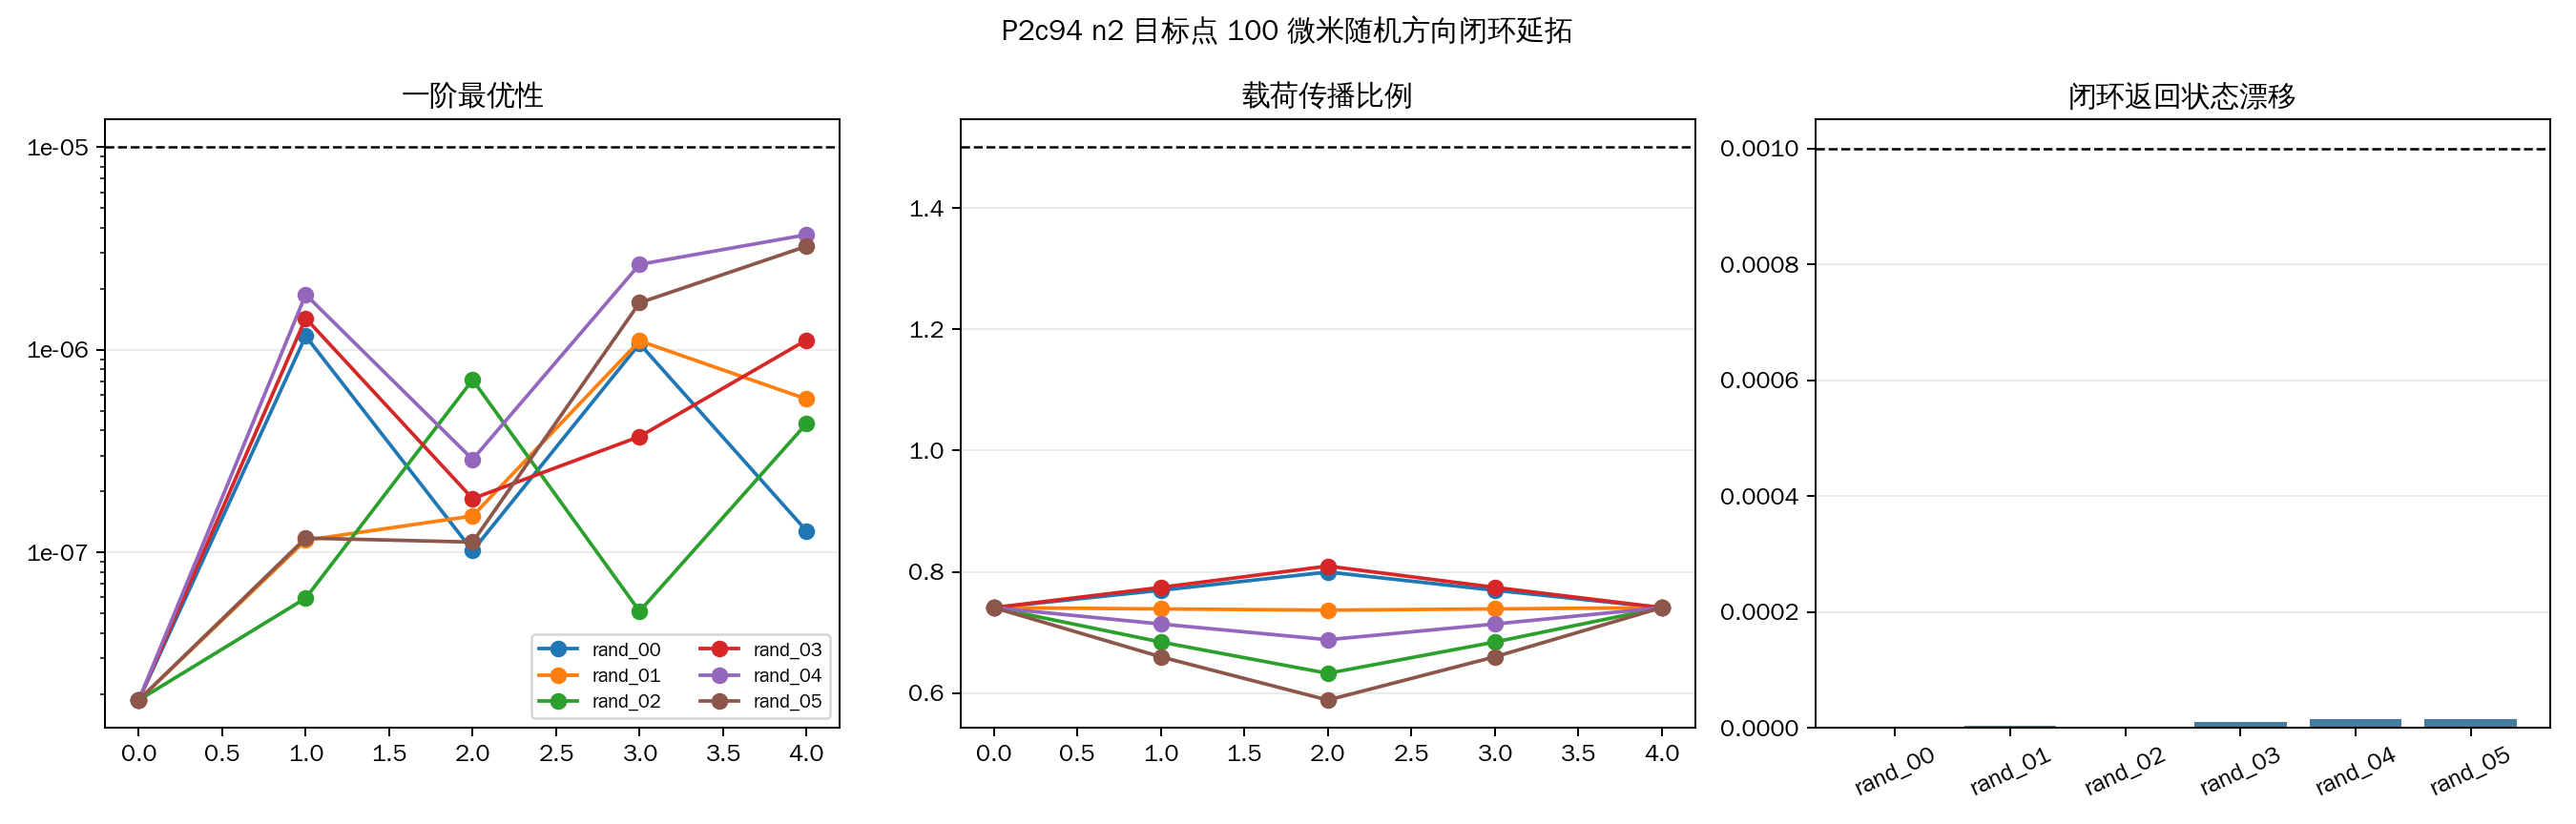 P2c94 n2 目标点 100 微米随机方向闭环延拓
一阶最优性
1e-05
1e-06
1e-07
0.0 0.5 1.0 1.5 2.0 2.5 3.0 3.5 4.0
rand_00 rand_03
rand_01 rand_04
rand_02 rand_05
载荷传播比例
1.4
1.2
1.0
0.8
0.6
0.0 0.5 1.0 1.5 2.0 2.5 3.0 3.5 4.0
闭环返回状态漂移
0.0010
0.0008
0.0006
0.0004
0.0002
0.0000
rand_00 rand_01 rand_02 rand_03 rand_04 rand_05